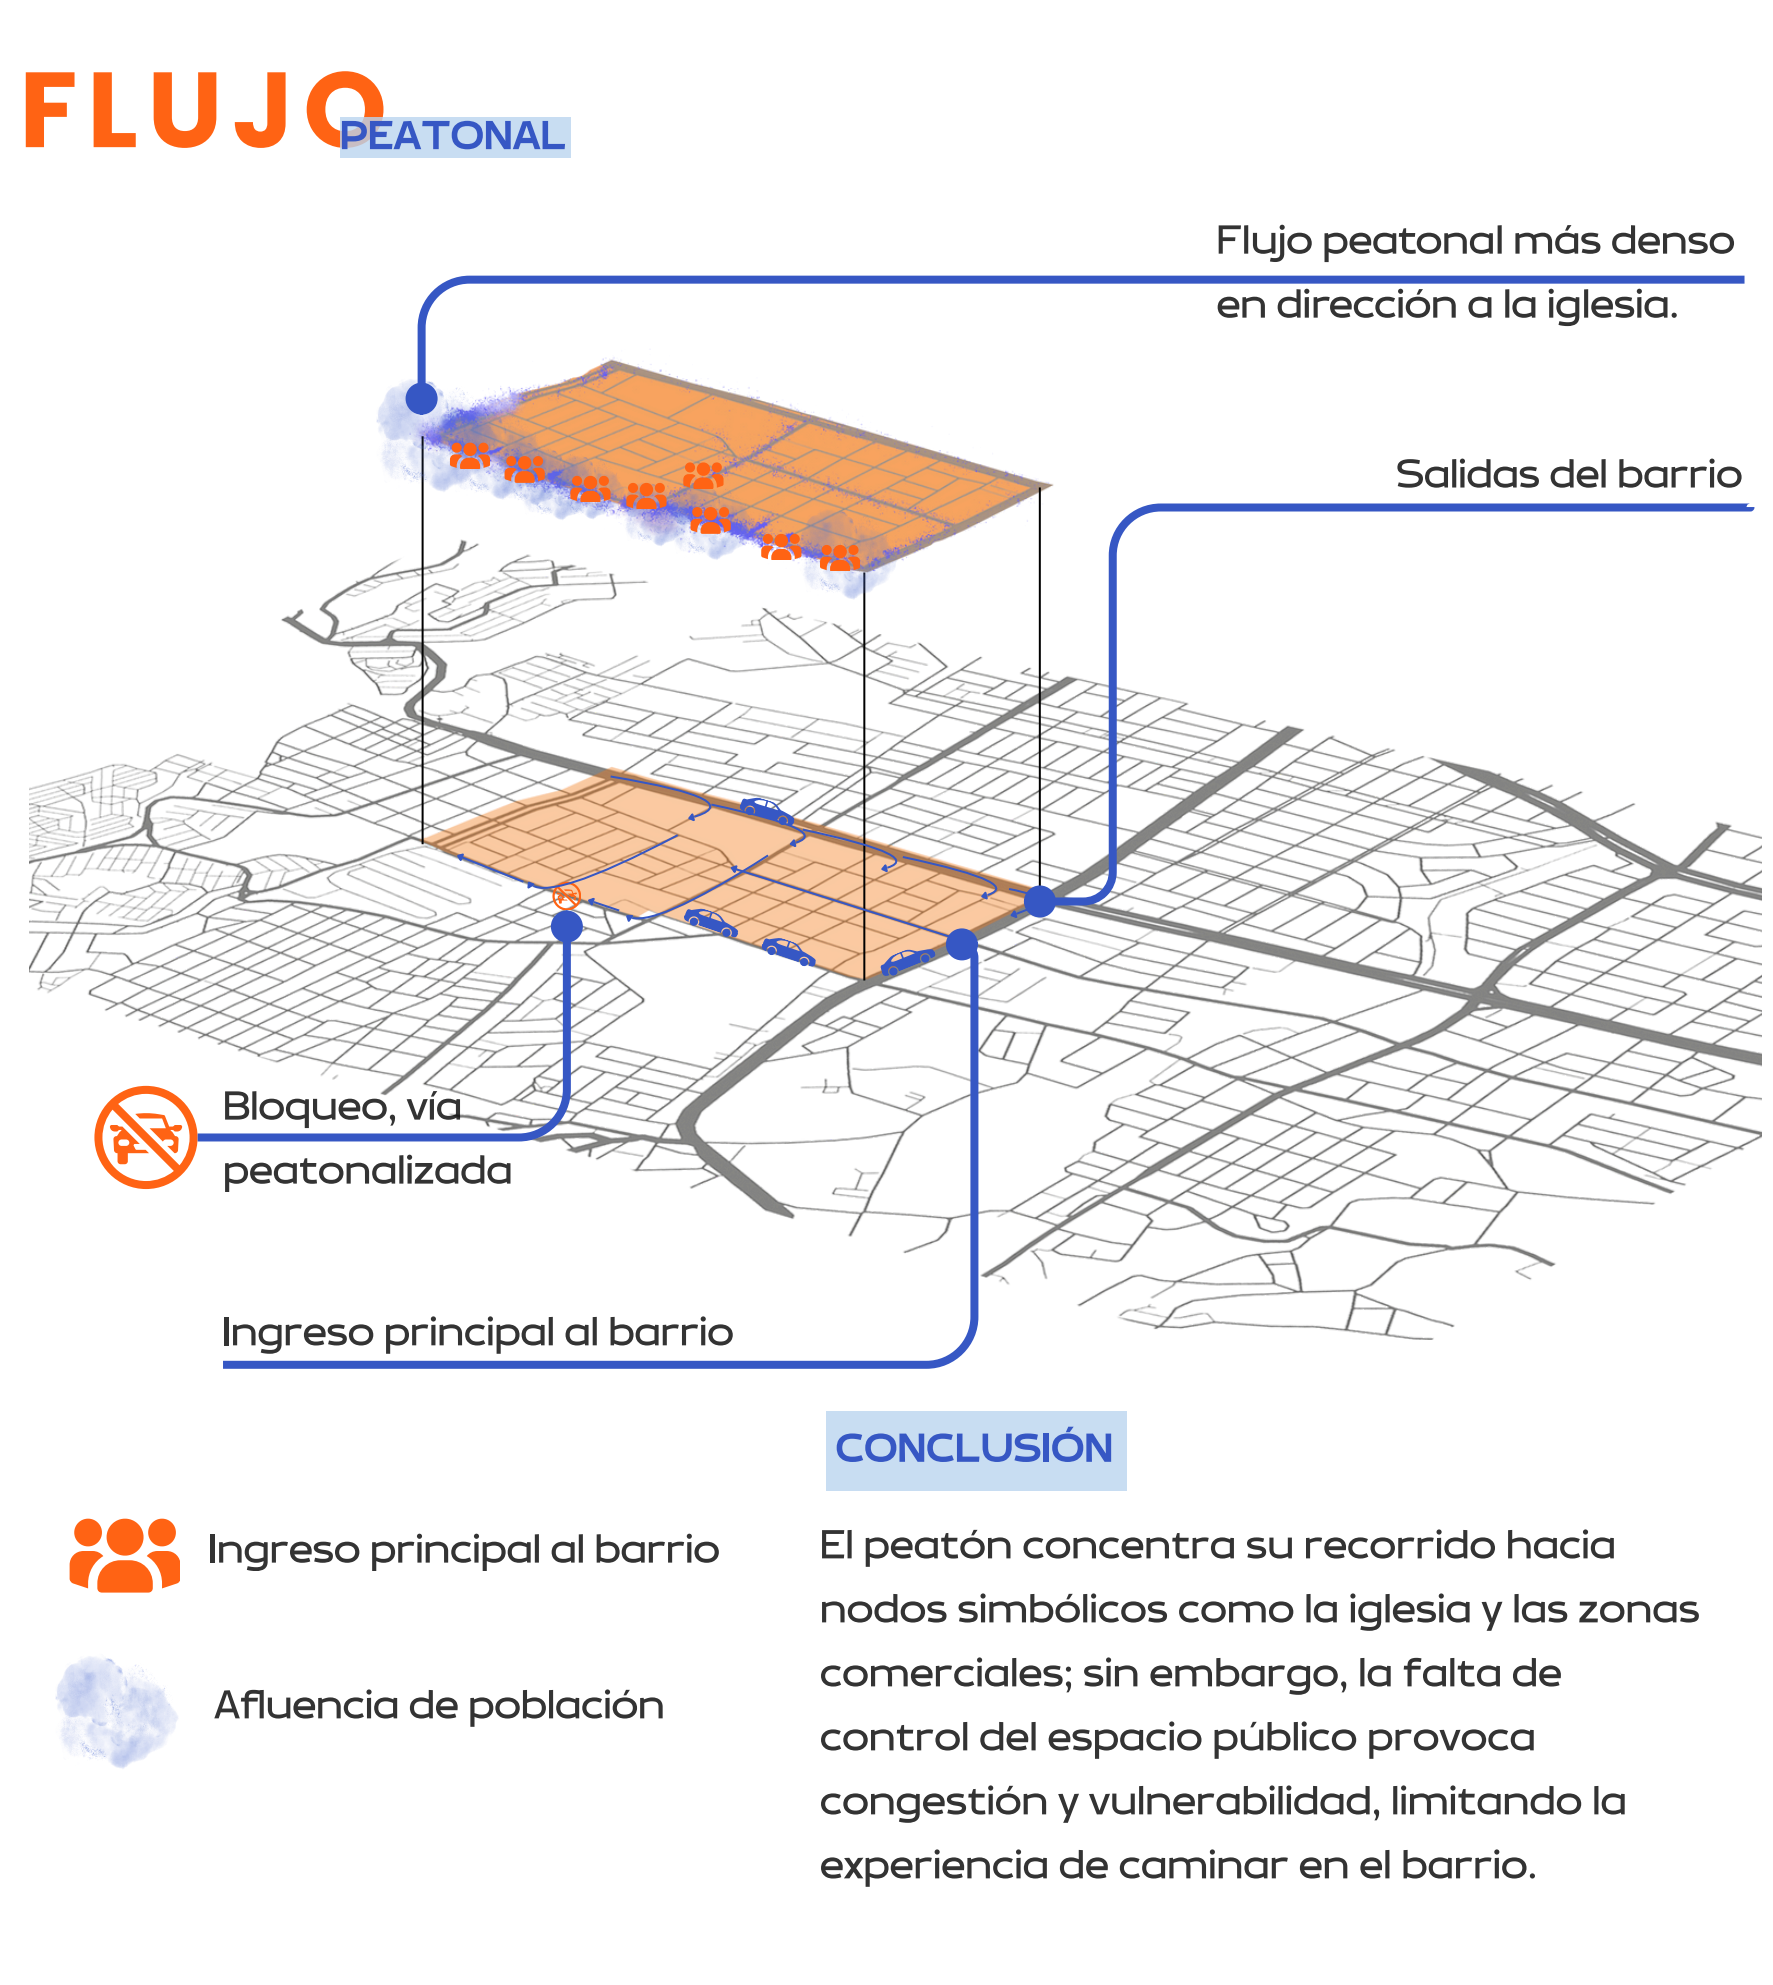 FLUJO
PEATONAL
Flujo peatonal más denso
en dirección a la iglesia.
Salidas del barrio
Bloqueo, vía
peatonalizada
Ingreso principal al barrio
CONCLUSIÓN
Ingreso principal al barrio
Afluencia de población
El peatón concentra su recorrido hacia
nodos simbólicos como la iglesia y las zonas
comerciales; sin embargo, la falta de
control del espacio público provoca
congestión y vulnerabilidad, limitando la
experiencia de caminar en el barrio.